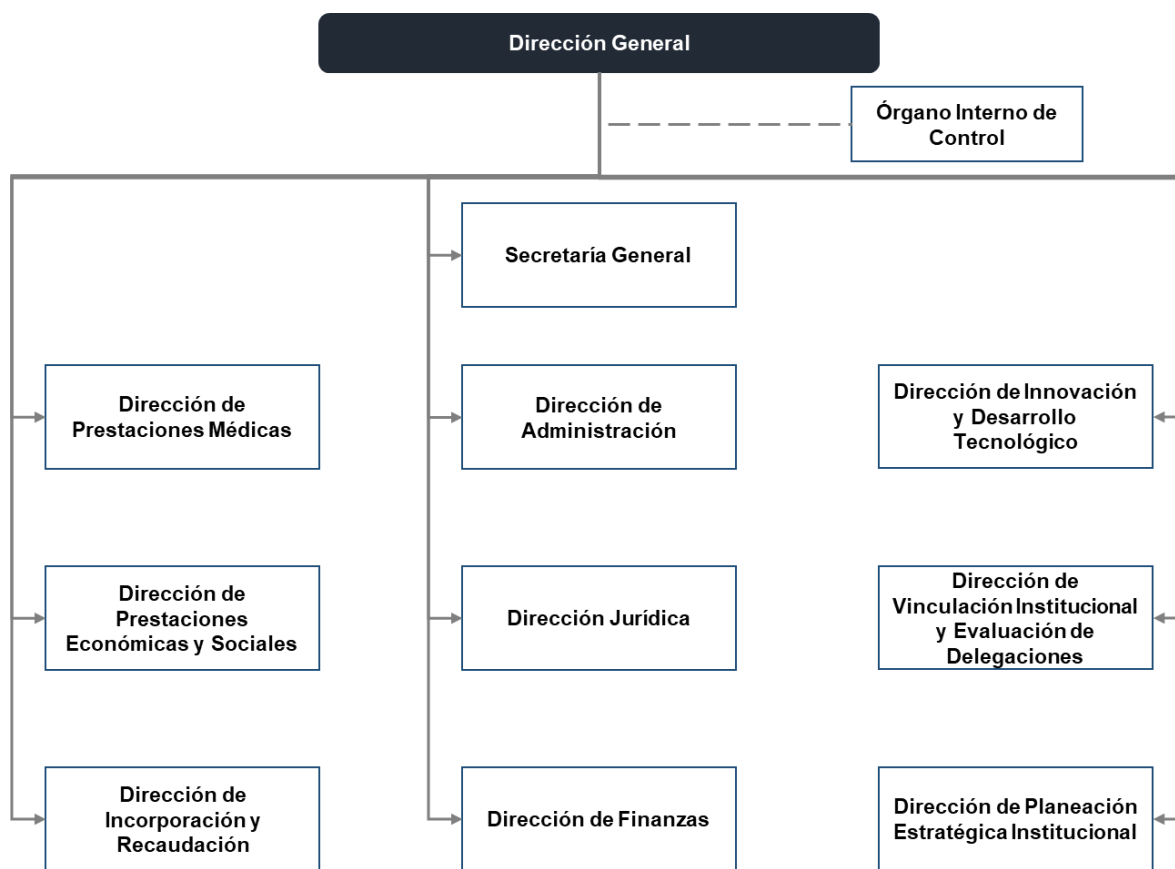 Dirección General
Órgano Interno de
Control
Secretaría General
Dirección de
Prestaciones Médicas
Dirección de
Administración
Dirección de Innovación
y Desarrollo
Tecnológico
Dirección de
Prestaciones
Económicas y Sociales
Dirección Jurídica
Dirección de
Vinculación Institucional
y Evaluación de
Delegaciones
Dirección de
Incorporación y
Recaudación
Dirección de Finanzas
Dirección de Planeación
Estratégica Institucional